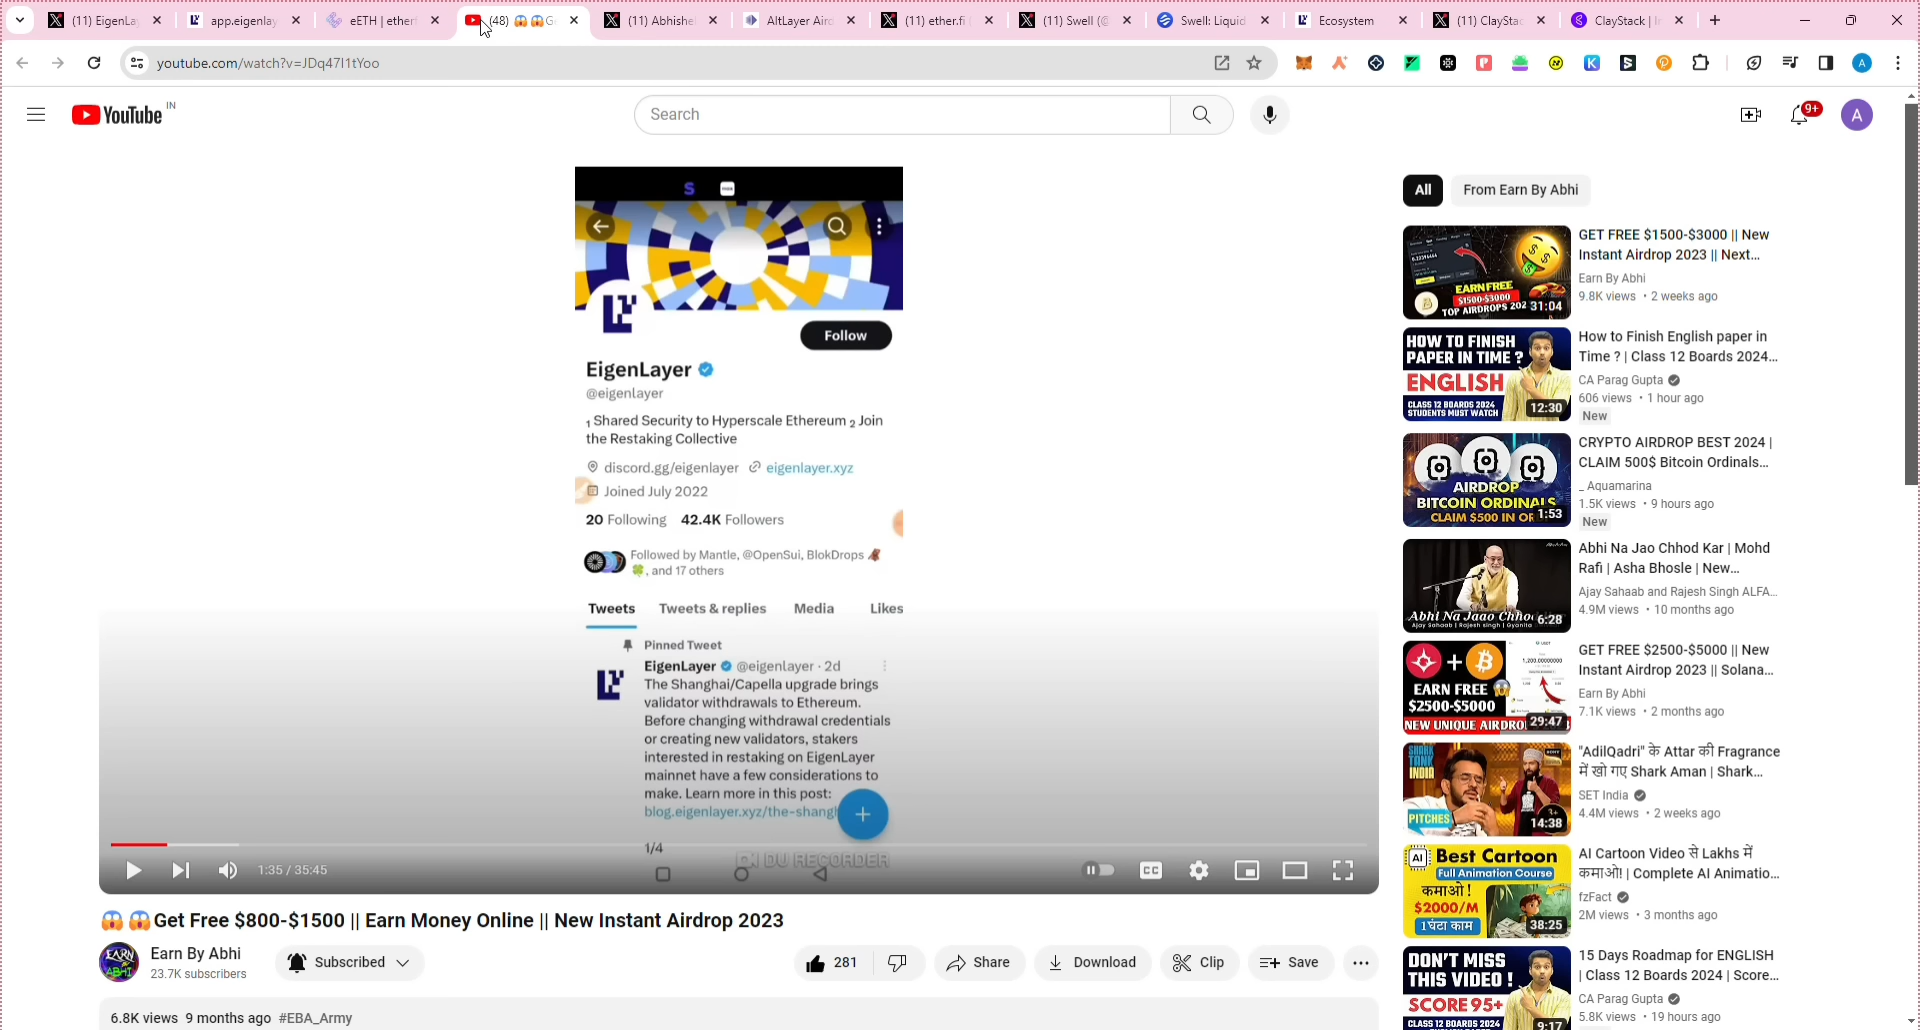 (11) EigenLa
app.eigenlay
eETH | etherf
(48) 😱😱G
(11) Abhishe
AltLayer Aird
(11) ether.fi
(11) Swell (@
Swell: Liquid
Ecosystem
(11) ClaySta
ClayStack | I
youtube.com/watch?v=JDq47I1tYoo
A
YouTube IN
Search
9+
A
S
Follow
EigenLayer
@eigenlayer
1 Shared Security to Hyperscale Ethereum 2 Join
the Restaking Collective
discord.gg/eigenlayer eigenlayer.xyz
Joined July 2022
20 Following 42.4K Followers
Followed by Mantle, @OpenSui, BlokDrops
, and 17 others
Tweets Tweets & replies Media Likes
Pinned Tweet
EigenLayer @eigenlayer · 2d
The Shanghai/Capella upgrade brings
validator withdrawals to Ethereum.
Before changing withdrawal credentials
or creating new validators, stakers
interested in restaking on EigenLayer
mainnet have a few considerations to
make. Learn more in this post:
blog.eigenlayer.xyz/the-shangh
1/4
DU RECORDER
1:35 / 35:45
CC
😱😱Get Free $800-$1500 || Earn Money Online || New Instant Airdrop 2023
EARN
ABHI
Earn By Abhi
23.7K subscribers
Subscribed
281
Share
Download
Clip
Save
6.8K views 9 months ago #EBA_Army
All
From Earn By Abhi
EARN FREE
$1500-$3000
TOP AIRDROPS 202
31:04
GET FREE $1500-$3000 || New
Instant Airdrop 2023 || Next...
Earn By Abhi
9.8K views • 2 weeks ago
HOW TO FINISH
PAPER IN TIME ?
ENGLISH
CLASS 12 BOARDS 2024
STUDENTS MUST WATCH
12:30
How to Finish English paper in
Time ? | Class 12 Boards 2024...
CA Parag Gupta
606 views • 1 hour ago
New
AIRDROP
BITCOIN ORDINALS
CLAIM $500 IN OR
1:53
CRYPTO AIRDROP BEST 2024 |
CLAIM 500$ Bitcoin Ordinals...
_ Aquamarina
1.5K views • 9 hours ago
New
Abhi Na Jaao Chho
Ajay Sahaab | Rajesh singh | Gyanita
6:28
Abhi Na Jao Chhod Kar | Mohd
Rafi | Asha Bhosle | New...
Ajay Sahaab and Rajesh Singh ALFA...
4.9M views • 10 months ago
EARN FREE
$2500-$5000
NEW UNIQUE AIRDRO
29:47
GET FREE $2500-$5000 || New
Instant Airdrop 2023 || Solana...
Earn By Abhi
7.1K views • 2 months ago
SHARK
TANK
INDIA
PITCHES
14:38
"AdilQadri" के Attar की Fragrance
में खो गए Shark Aman | Shark...
SET India
4.4M views • 2 weeks ago
AI
Best Cartoon
Full Animation Course
कमाओ!
$2000/M
1 घंटा काम
38:25
AI Cartoon Video से Lakhs में
कमाओ! | Complete AI Animatio...
fzFact
2M views • 3 months ago
DON'T MISS
THIS VIDEO !
SCORE 95+
CLASS 12 BOARDS 2024
9:17
15 Days Roadmap for ENGLISH
| Class 12 Boards 2024 | Score...
CA Parag Gupta
5.8K views • 19 hours ago